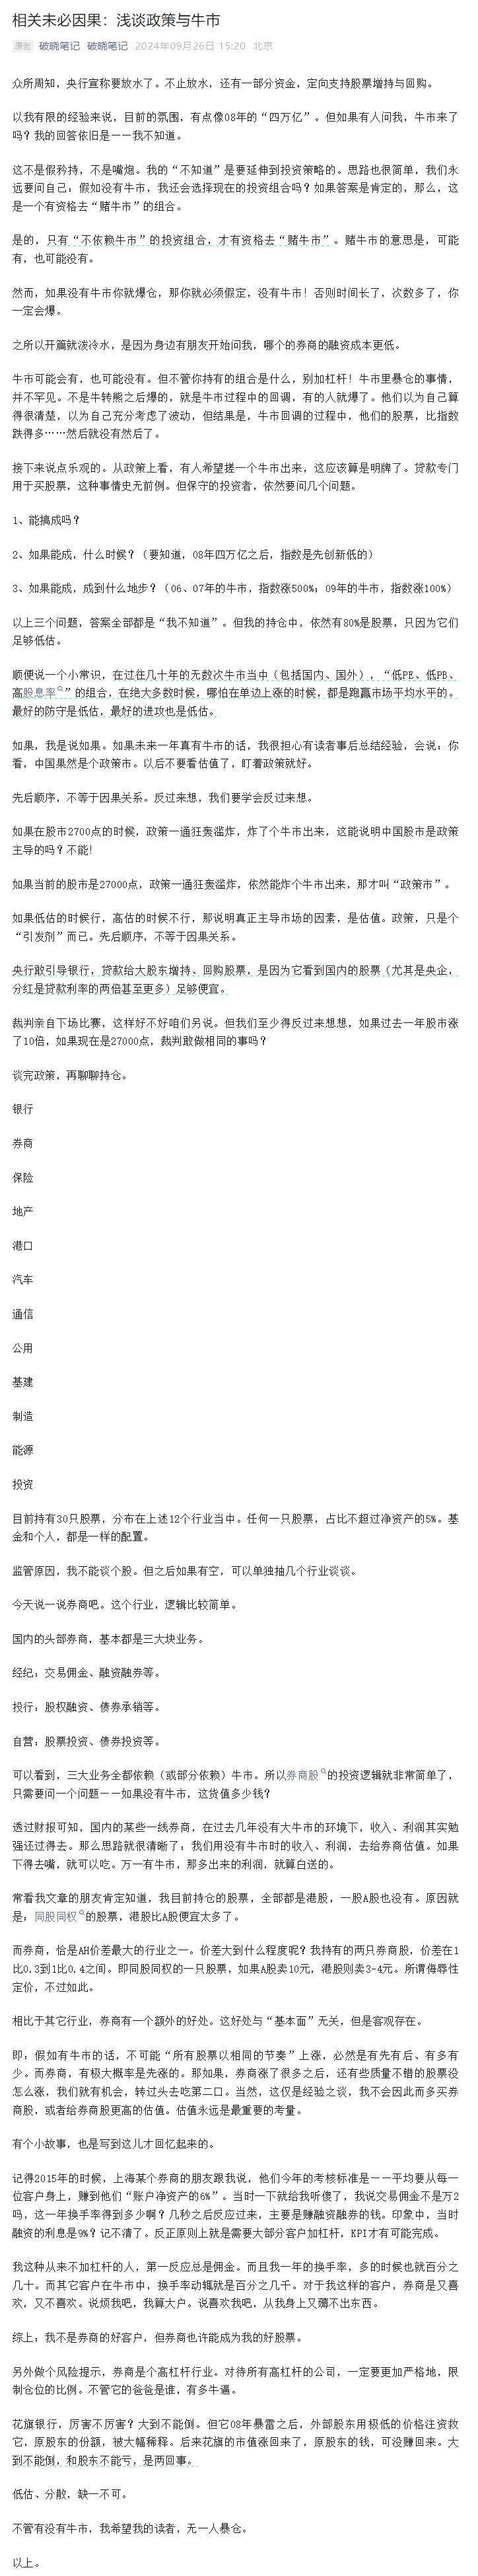 相关未必因果：浅谈政策与牛市
原创 破晓笔记 破晓笔记 2024年09月26日 15:20 北京
众所周知，央行宣称要放水了。不止放水，还有一部分资金，定向支持股票增持与回购。
以我有限的经验来说，目前的氛围，有点像08年的“四万亿”。但如果有人问我，牛市来了
吗？我的回答依旧是——我不知道。
这不是假矜持，不是嘴炮。我的“不知道”是要延伸到投资策略的。思路也很简单，我们永
远要问自己：假如没有牛市，我还会选择现在的投资组合吗？如果答案是肯定的，那么，这
是一个有资格去“赌牛市”的组合。
是的，只有“不依赖牛市”的投资组合，才有资格去“赌牛市”。赌牛市的意思是，可能
有，也可能没有。
然而，如果没有牛市你就爆仓，那你就必须假定，没有牛市！否则时间长了，次数多了，你
一定会爆。
之所以开篇就泼冷水，是因为身边有朋友开始问我，哪个的券商的融资成本更低。
牛市可能会有，也可能没有。但不管你持有的组合是什么，别加杠杆！牛市里暴仓的事情，
并不罕见。不是牛转熊之后爆的，就是牛市过程中的回调，有的人就爆了。他们以为自己算
得很清楚，以为自己充分考虑了波动，但结果是，牛市回调的过程中，他们的股票，比指数
跌得多……然后就没有然后了。
接下来说点乐观的。从政策上看，有人希望搓一个牛市出来，这应该算是明牌了。贷款专门
用于买股票，这种事情史无前例。但保守的投资者，依然要问几个问题。
1、能搞成吗？
2、如果能成，什么时候？（要知道，08年四万亿之后，指数是先创新低的）
3、如果能成，成到什么地步？（06、07年的牛市，指数涨500%；09年的牛市，指数涨100%）
以上三个问题，答案全部都是“我不知道”。但我的持仓中，依然有80%是股票，只因为它们
足够低估。
顺便说一个小常识，在过往几十年的无数次牛市当中（包括国内、国外），“低PE、低PB、
高股息率”的组合，在绝大多数时候，哪怕在单边上涨的时候，都是跑赢市场平均水平的。
最好的防守是低估，最好的进攻也是低估。
如果，我是说如果。如果未来一年真有牛市的话，我很担心有读者事后总结经验，会说：你
看，中国果然是个政策市。以后不要看估值了，盯着政策就好。
先后顺序，不等于因果关系。反过来想，我们要学会反过来想。
如果在股市2700点的时候，政策一通狂轰滥炸，炸了个牛市出来，这能说明中国股市是政策
主导的吗？不能！
如果当前的股市是27000点，政策一通狂轰滥炸，依然能炸个牛市出来，那才叫“政策市”。
如果低估的时候行，高估的时候不行，那说明真正主导市场的因素，是估值。政策，只是个
“引发剂”而已。先后顺序，不等于因果关系。
央行敢引导银行，贷款给大股东增持、回购股票，是因为它看到国内的股票（尤其是央企，
分红是贷款利率的两倍甚至更多）足够便宜。
裁判亲自下场比赛，这样好不好咱们另说。但我们至少得反过来想想，如果过去一年股市涨
了10倍，如果现在是27000点，裁判敢做相同的事吗？
谈完政策，再聊聊持仓。
银行
券商
保险
地产
港口
汽车
通信
公用
基建
制造
能源
投资
目前持有30只股票，分布在上述12个行业当中。任何一只股票，占比不超过净资产的5%。基
金和个人，都是一样的配置。
监管原因，我不能谈个股。但之后如果有空，可以单独抽几个行业谈谈。
今天说一说券商吧。这个行业，逻辑比较简单。
国内的头部券商，基本都是三大块业务。
经纪：交易佣金、融资融券等。
投行：股权融资、债券承销等。
自营：股票投资、债券投资等。
可以看到，三大业务全都依赖（或部分依赖）牛市。所以券商股的投资逻辑就非常简单了，
只需要问一个问题——如果没有牛市，这货值多少钱？
透过财报可知，国内的某些一线券商，在过去几年没有大牛市的环境下，收入、利润其实勉
强还过得去。那么思路就很清晰了：我们用没有牛市时的收入、利润，去给券商估值。如果
下得去嘴，就可以吃。万一有牛市，那多出来的利润，就算白送的。
常看我文章的朋友肯定知道，我目前持仓的股票，全部都是港股，一股A股也没有。原因就
是：同股同权的股票，港股比A股便宜太多了。
而券商，恰是AH价差最大的行业之一。价差大到什么程度呢？我持有的两只券商股，价差在1
比0.3到1比0.4之间。即同股同权的一只股票，如果A股卖10元，港股则卖3-4元。所谓侮辱性
定价，不过如此。
相比于其它行业，券商有一个额外的好处。这好处与“基本面”无关，但是客观存在。
即：假如有牛市的话，不可能“所有股票以相同的节奏”上涨，必然是有先有后、有多有
少。而券商，有极大概率是先涨的。那如果，券商涨了很多之后，还有些质量不错的股票没
怎么涨，我们就有机会，转过头去吃第二口。当然，这仅是经验之谈，我不会因此而多买券
商股，或者给券商股更高的估值。估值永远是最重要的考量。
有个小故事，也是写到这儿才回忆起来的。
记得2015年的时候，上海某个券商的朋友跟我说，他们今年的考核标准是——平均要从每一
位客户身上，赚到他们“账户净资产的6%”。当时一下就给我听傻了，我说交易佣金不是万2
吗，这一年换手率得到多少啊？几秒之后反应过来，主要是赚融资融券的钱。印象中，当时
融资的利息是9%？记不清了。反正原则上就是需要大部分客户加杠杆，KPI才有可能完成。
我这种从来不加杠杆的人，第一反应总是佣金。而且我一年的换手率，多的时候也就百分之
几十。而其它客户在牛市中，换手率动辄就是百分之几千。对于我这样的客户，券商是又喜
欢，又不喜欢。说烦我吧，我算大户。说喜欢我吧，从我身上又薅不出东西。
综上：我不是券商的好客户，但券商也许能成为我的好股票。
另外做个风险提示，券商是个高杠杆行业。对待所有高杠杆的公司，一定要更加严格地，限
制仓位的比例。不管它的爸爸是谁，有多牛逼。
花旗银行，厉害不厉害？大到不能倒。但它08年暴雷之后，外部股东用极低的价格注资救
它，原股东的份额，被大幅稀释。后来花旗的市值涨回来了，原股东的钱，可没赚回来。大
到不能倒，和股东不能亏，是两回事。
低估、分散，缺一不可。
不管有没有牛市，我希望我的读者，无一人暴仓。
以上。